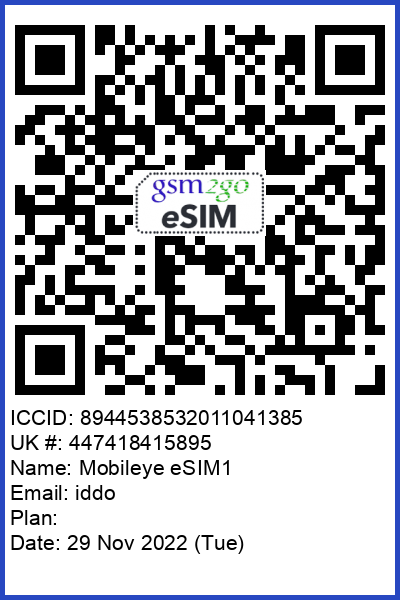 gsm2go
eSIM
ICCID: 8944538532011041385
UK #: 447418415895
Name: Mobileye eSIM1
Email: iddo
Plan:
Date: 29 Nov 2022 (Tue)